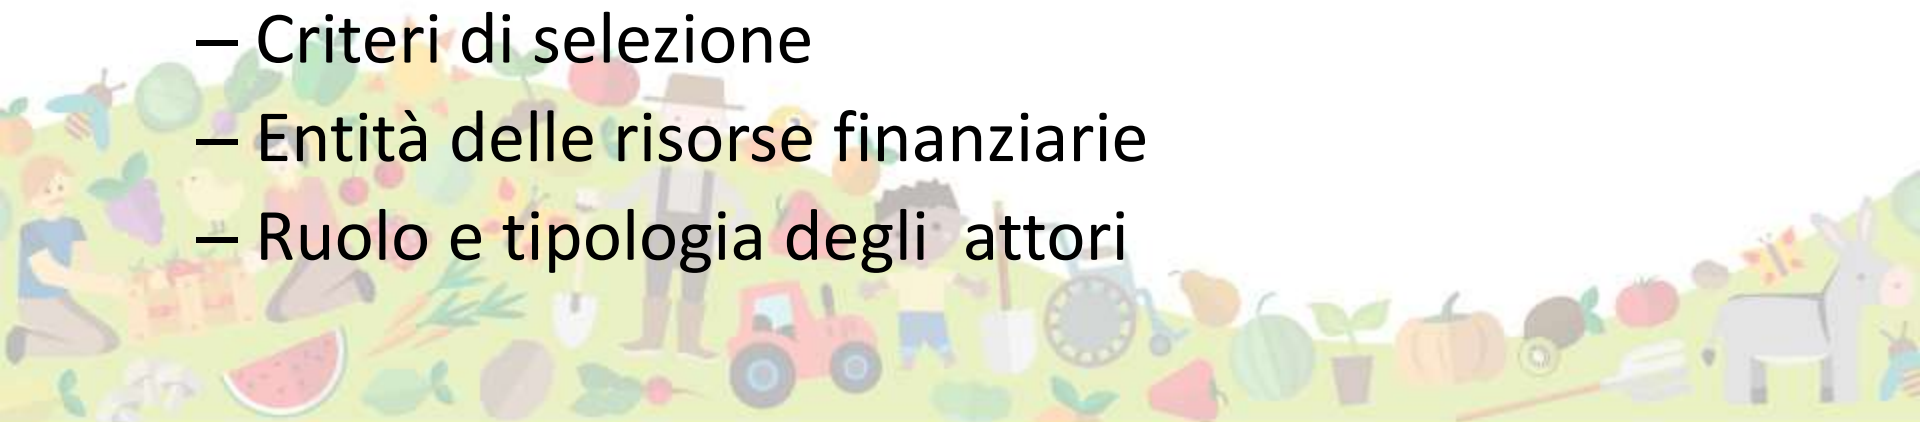 – Criteri di selezione
– Entità delle risorse finanziarie
– Ruolo e tipologia degli  attori